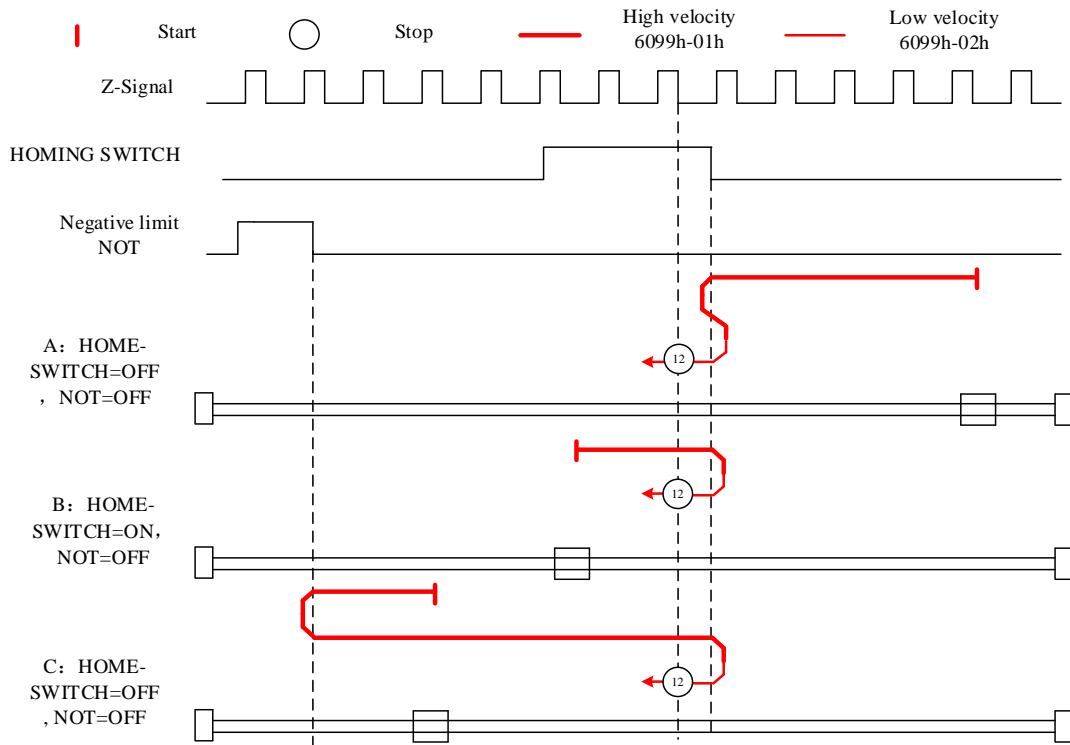 Start
Stop
High velocity
6099h-01h
Low velocity
6099h-02h
Z-Signal
HOMING SWITCH
Negative limit
NOT
A：HOME-
SWITCH=OFF
，NOT=OFF
12
B：HOME-
SWITCH=ON,
NOT=OFF
12
C：HOME-
SWITCH=OFF
, NOT=OFF
12